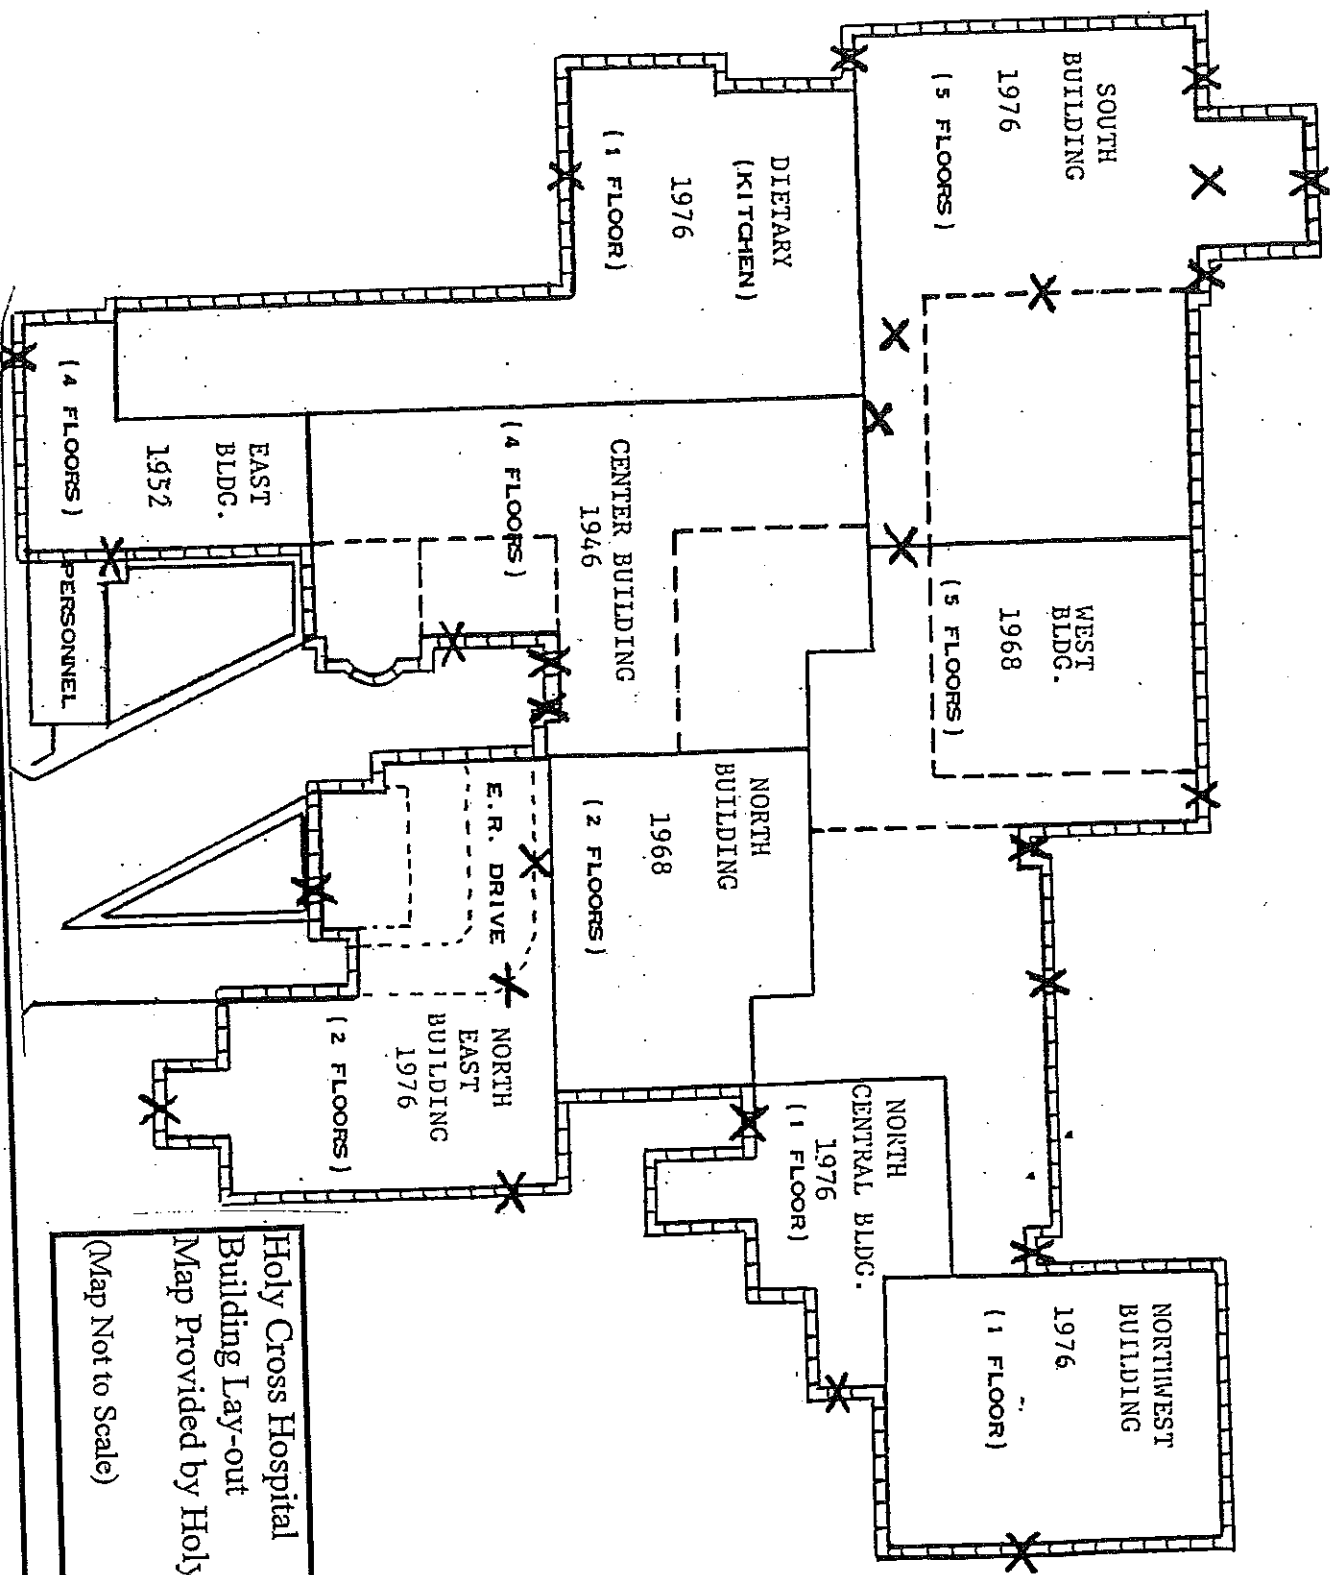 SOUTH
BUILDING
1976
(5 FLOORS)
DIETARY
(KITCHEN)
1976
(1 FLOOR)
WEST
BLDG.
1968
(5 FLOORS)
CENTER BUILDING
1946
(4 FLOORS)
EAST
BLDG.
1952
(4 FLOORS)
PERSONNEL
NORTH
BUILDING
1968
(2 FLOORS)
E.R. DRIVE
NORTH
EAST
BUILDING
1976
(2 FLOORS)
NORTH
CENTRAL BLDG.
1976
(1 FLOOR)
NORTHWEST
BUILDING
1976
(1 FLOOR)
Holy Cross Hospital
Building Lay-out
Map Provided by Holy
(Map Not to Scale)